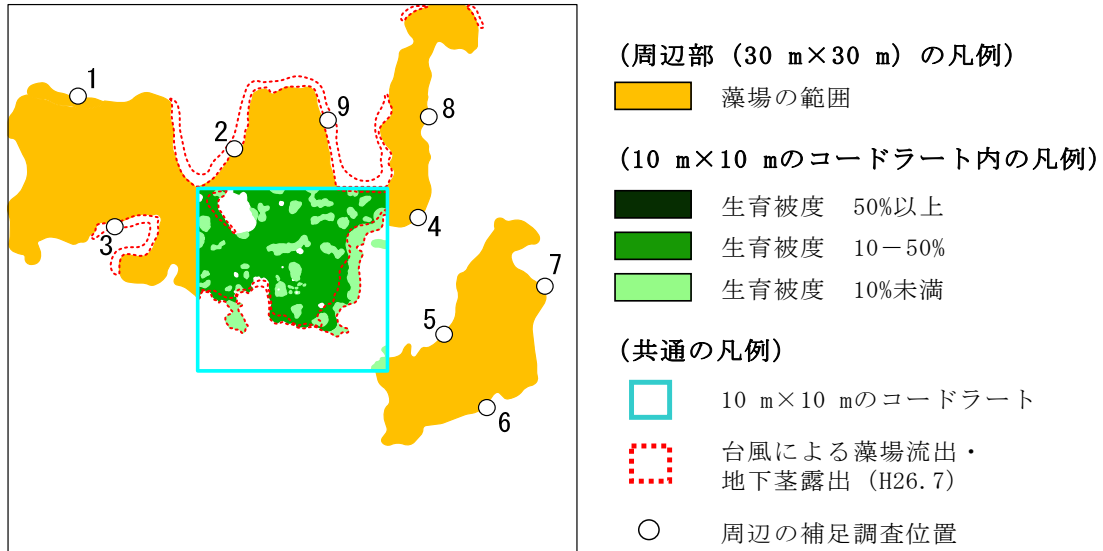 1
2
3
4
5
6
7
8
9
(周辺部 (30 m×30 m) の凡例)
藻場の範囲
(10 m×10 mのコードラート内の凡例)
生育被度 50%以上
生育被度 10－50%
生育被度 10%未満
(共通の凡例)
10 m×10 mのコードラート
台風による藻場流出・
地下茎露出 (H26.7)
周辺の補足調査位置